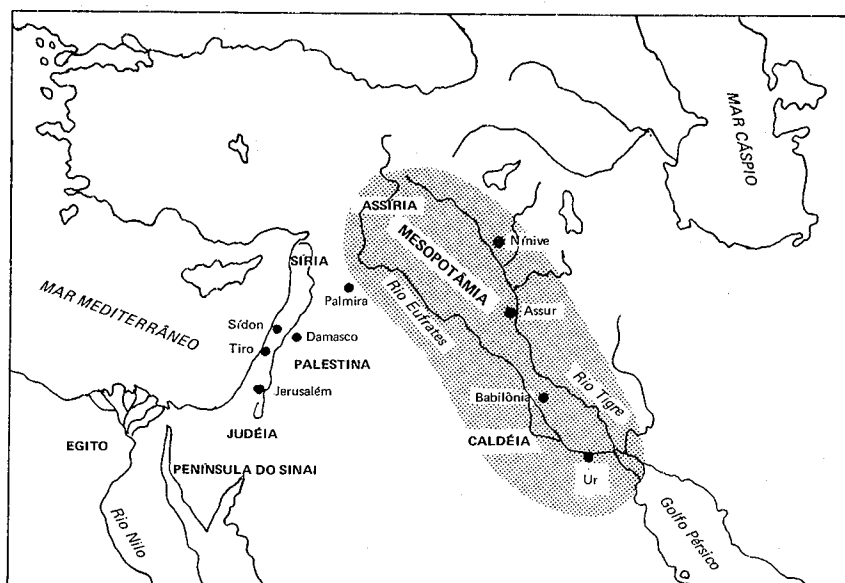 MAR CÁSPIO
ASSÍRIA
Nínive
MESOPOTÂMIA
SÍRIA
Palmira
Rio Eufrates
Assur
MAR MEDITERRÂNEO
Sídon
Damasco
Tiro
PALESTINA
Jerusalém
Babilônia
Rio Tigre
JUDÉIA
CALDÉIA
EGITO
PENÍNSULA DO SINAI
Ur
Rio Nilo
Golfo Pérsico